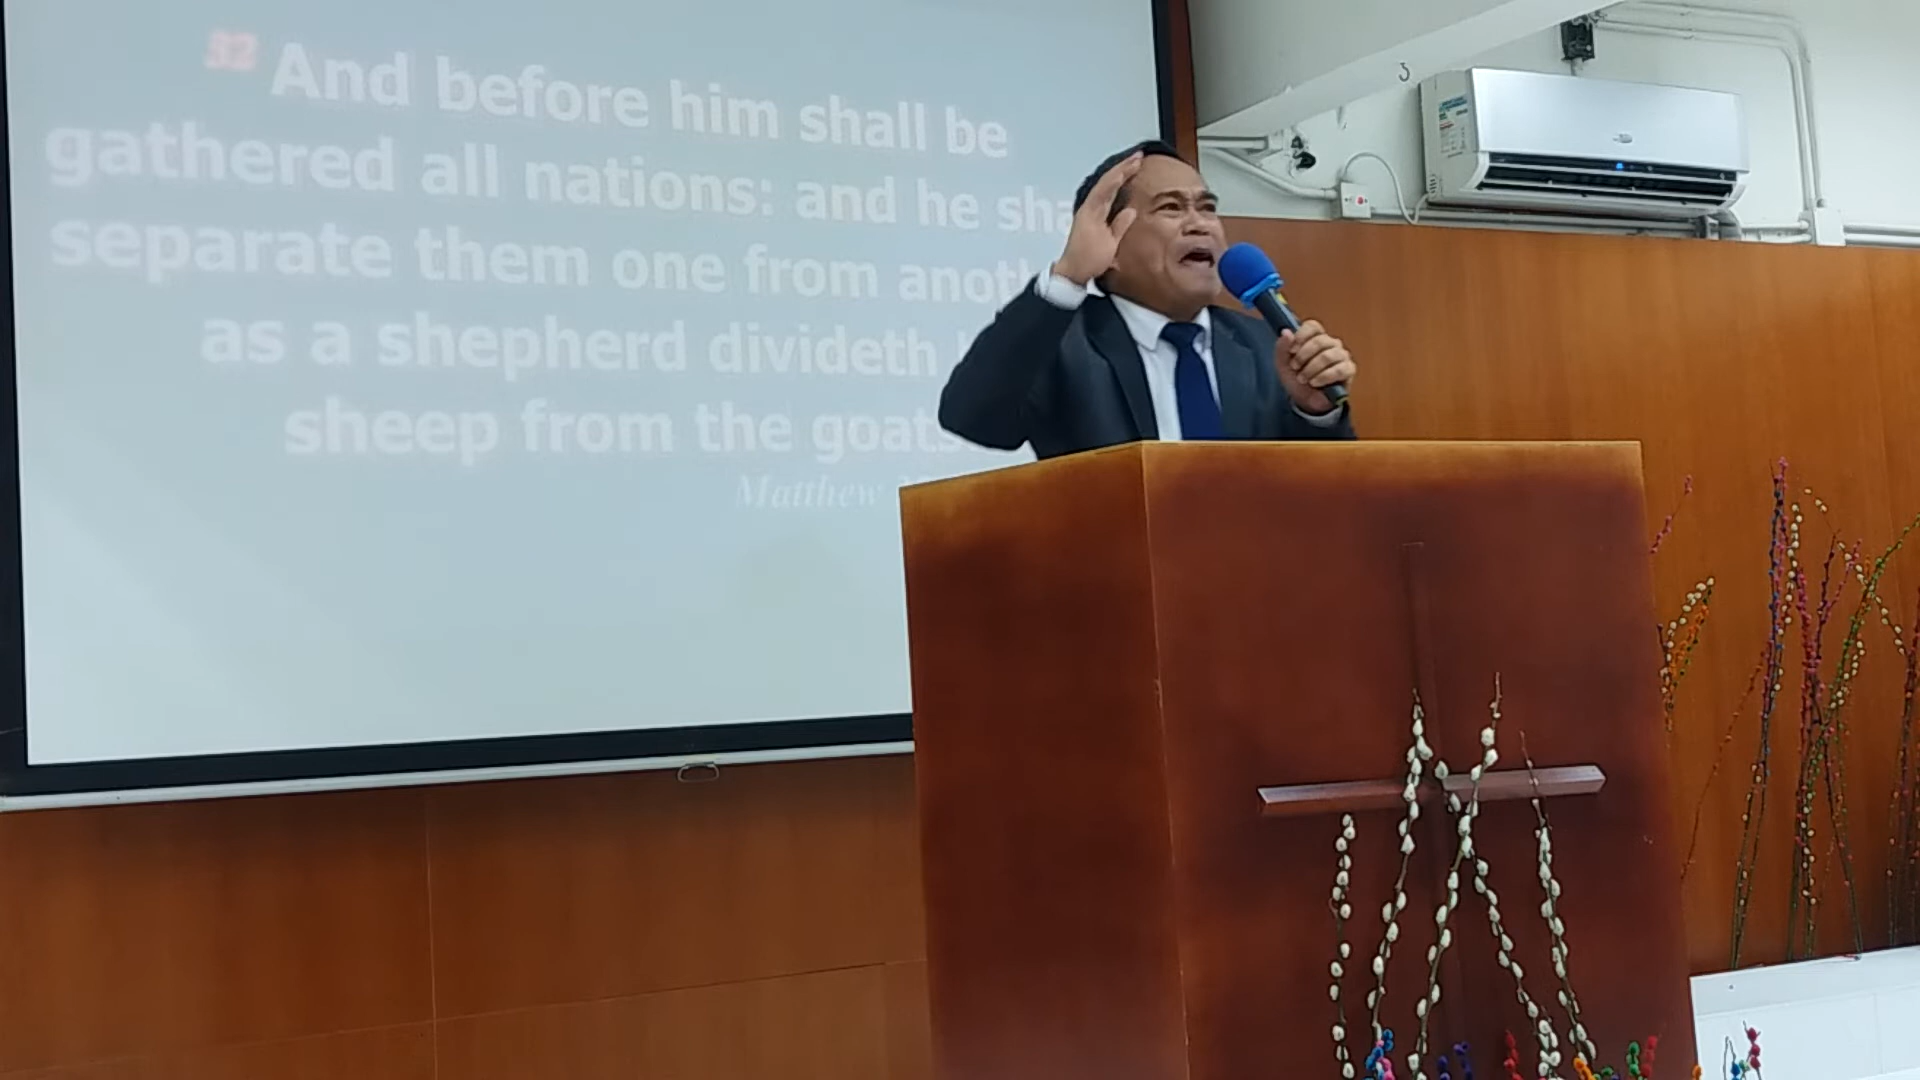 32 And before him shall be
gathered all nations: and he sha
separate them one from anoth
as a shepherd divideth
sheep from the goats
Matthew